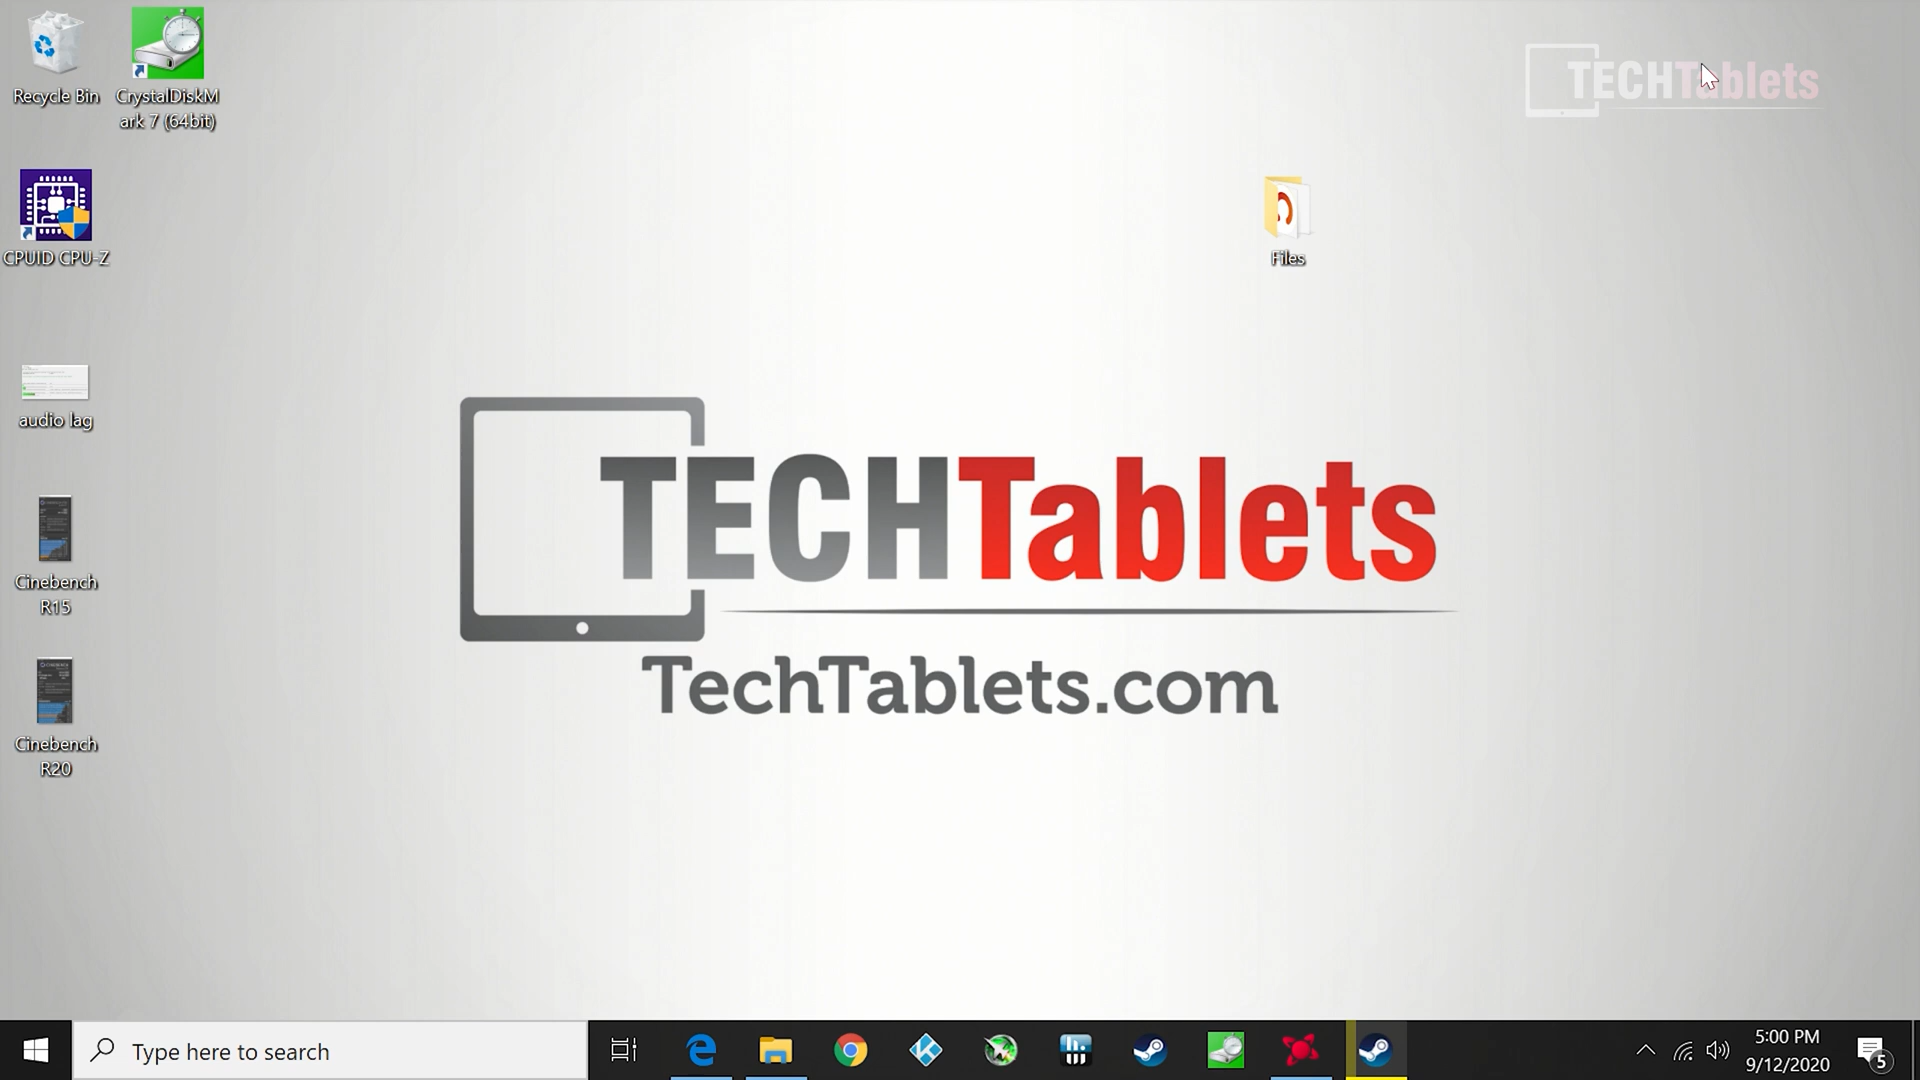 Recycle Bin
CrystalDiskM
ark 7 (64bit)
TECHTablets
CPUID CPU-Z
Files
audio lag
TECHTablets
Cinebench
R15
TechTablets.com
Cinebench
R20
Type here to search
5:00 PM
9/12/2020
5